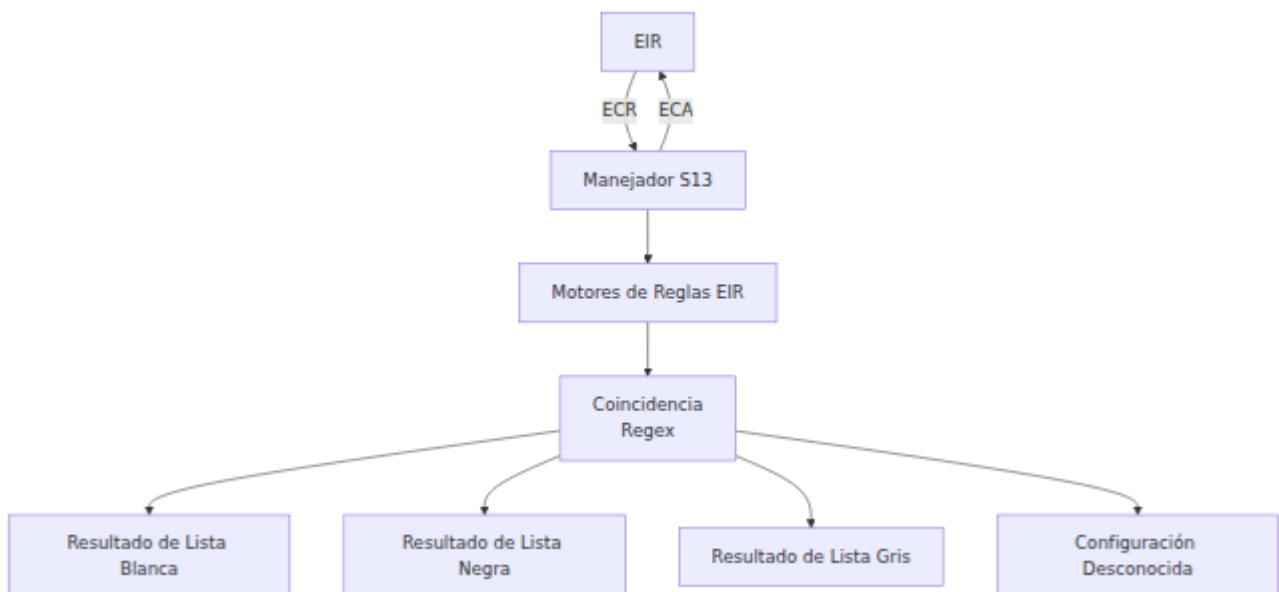 EIR
ECR
ECA
Manejador S13
Motores de Reglas EIR
Coincidencia
Regex
Resultado de Lista
Blanca
Resultado de Lista
Negra
Resultado de Lista Gris
Configuración
Desconocida